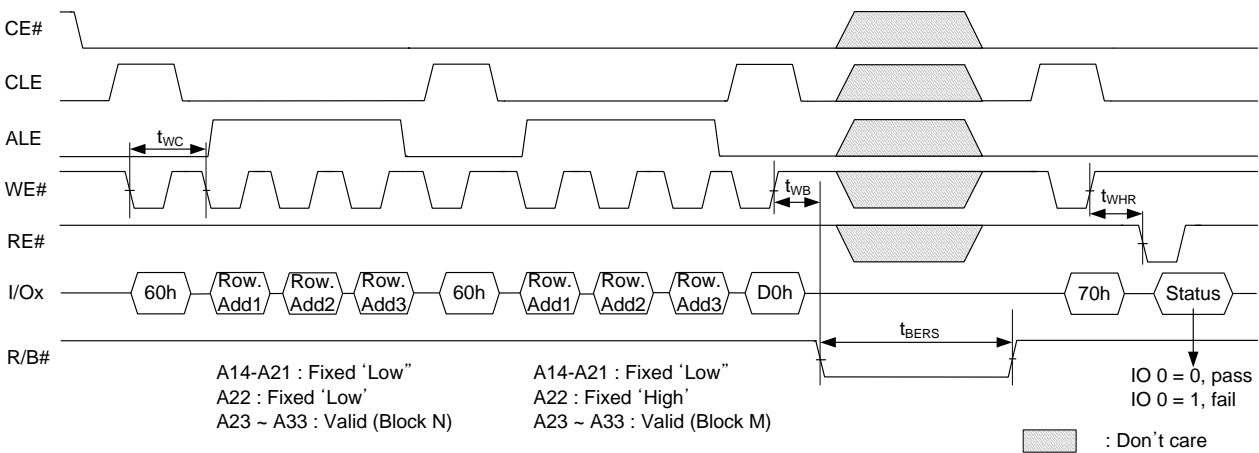 CE#
CLE
ALE
tWC
WE#
tWB
tWHR
RE#
I/Ox
60h
Row. Add1
Row. Add2
Row. Add3
60h
Row. Add1
Row. Add2
Row. Add3
D0h
70h
Status
tBERS
R/B#
A14-A21 : Fixed ‘Low”
A22 : Fixed ‘Low’
A23 ~ A33 : Valid (Block N)
A14-A21 : Fixed ‘Low”
A22 : Fixed ‘High’
A23 ~ A33 : Valid (Block M)
IO 0 = 0, pass
IO 0 = 1, fail
: Don’t care